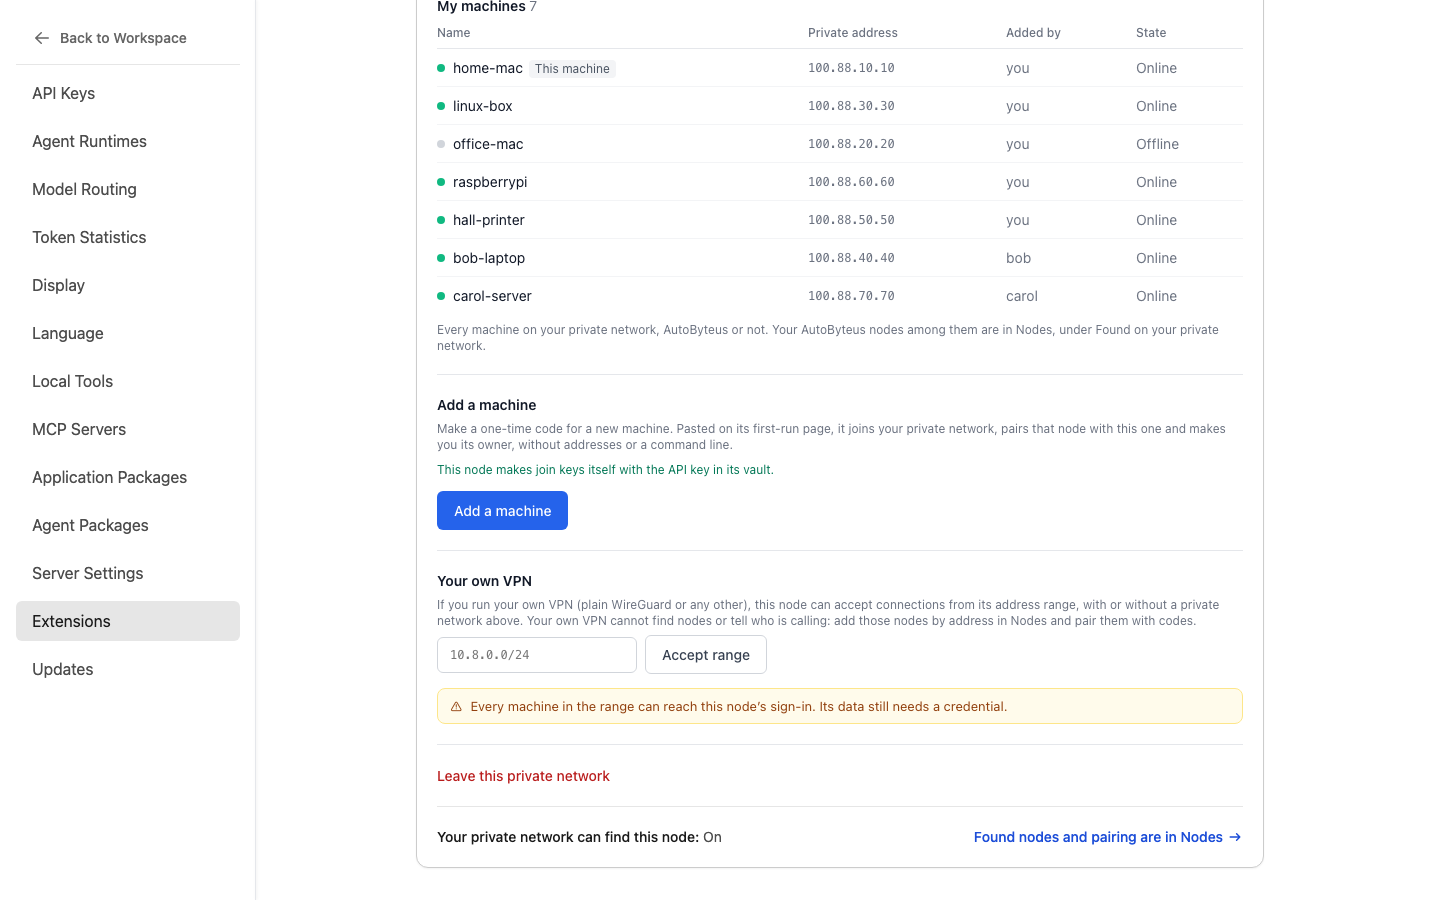 Back to Workspace
API Keys
Agent Runtimes
Model Routing
Token Statistics
Display
Language
Local Tools
MCP Servers
Application Packages
Agent Packages
Server Settings
Extensions
Updates
My machines 7
Name Private address Added by State
home-mac This machine 100.88.10.10 you Online
linux-box 100.88.30.30 you Online
office-mac 100.88.20.20 you Offline
raspberrypi 100.88.60.60 you Online
hall-printer 100.88.50.50 you Online
bob-laptop 100.88.40.40 bob Online
carol-server 100.88.70.70 carol Online
Every machine on your private network, AutoByteus or not. Your AutoByteus nodes among them are in Nodes, under Found on your private
network.
Add a machine
Make a one-time code for a new machine. Pasted on its first-run page, it joins your private network, pairs that node with this one and makes
you its owner, without addresses or a command line.
This node makes join keys itself with the API key in its vault.
Add a machine
Your own VPN
If you run your own VPN (plain WireGuard or any other), this node can accept connections from its address range, with or without a private
network above. Your own VPN cannot find nodes or tell who is calling: add those nodes by address in Nodes and pair them with codes.
10.8.0.0/24
Accept range
Every machine in the range can reach this node's sign-in. Its data still needs a credential.
Leave this private network
Your private network can find this node: On
Found nodes and pairing are in Nodes →